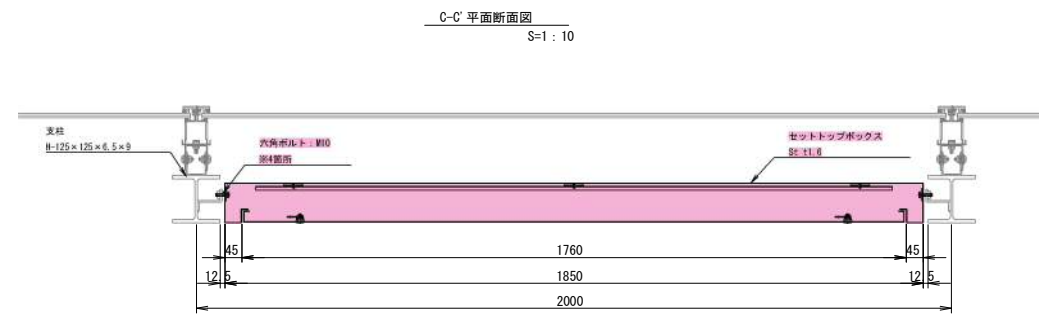 C-C' 平面断面図
S=1：10
支柱
H-125×125×6.5×9
六角ボルト：M10
※4箇所
セットトップボックス
St t1.6
45 1760 45
12.5 1850 12.5
2000